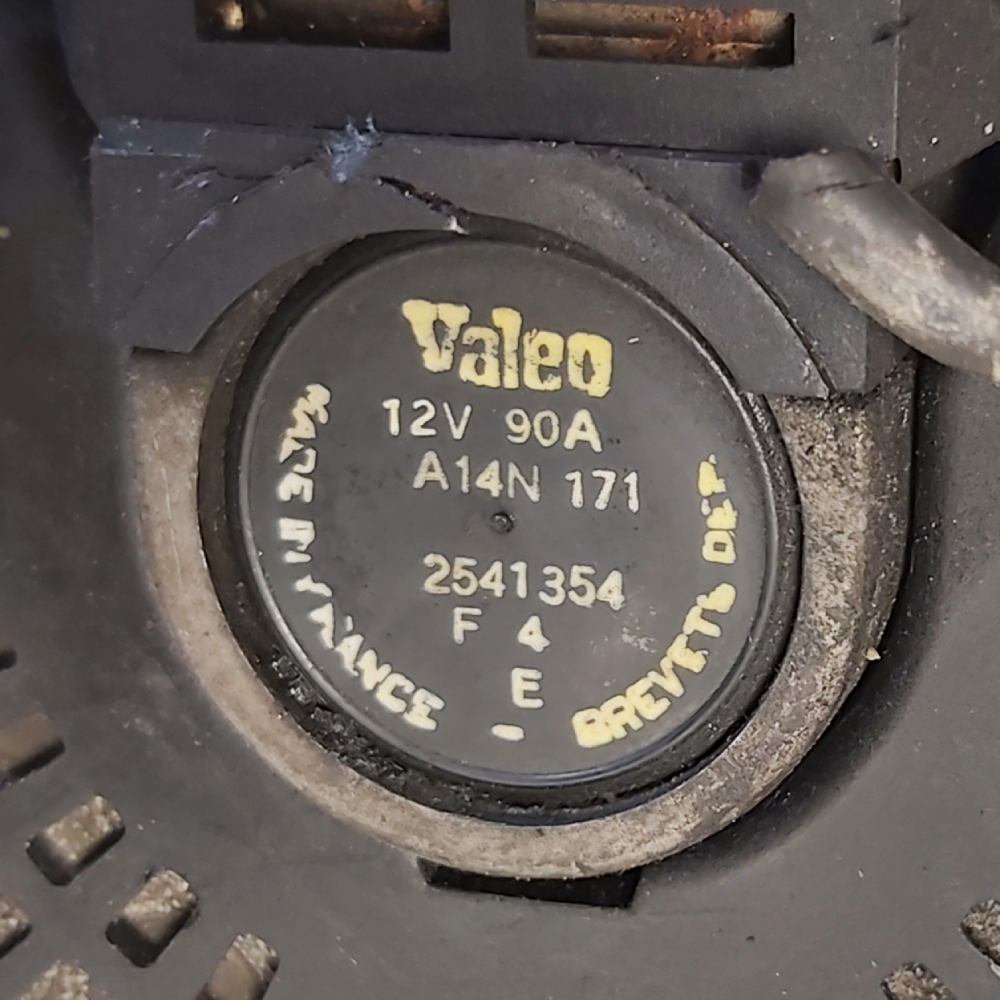 Valeo
12V 90A
A14N 171
2541354
F 4
E
MADE IN FRANCE - BREVETS DEP